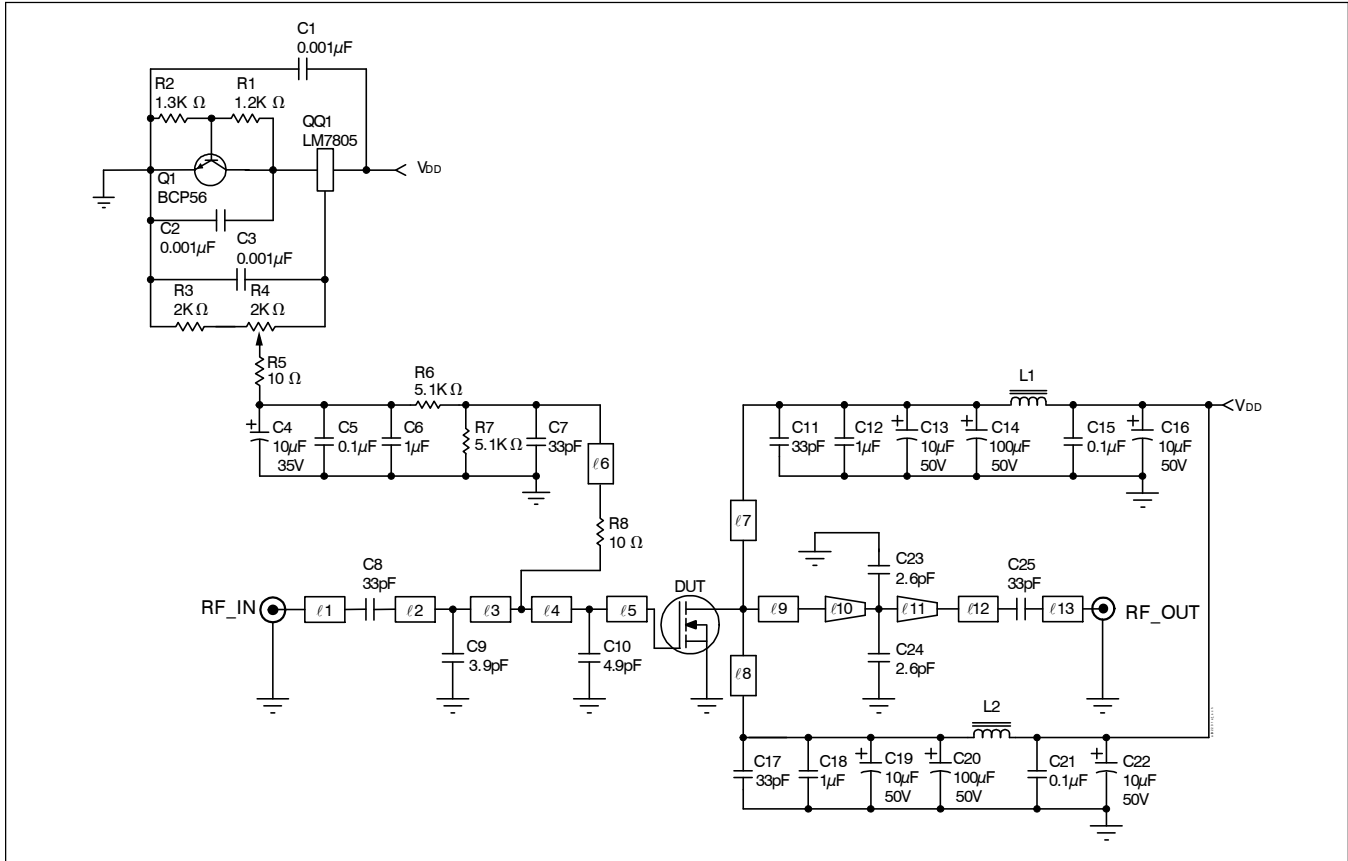 C1
0.001µF
R2
1.3K Ω
R1
1.2K Ω
QQ1
LM7805
VDD
Q1
BCP56
C2
0.001µF
C3
0.001µF
R3
2K Ω
R4
2K Ω
R5
10 Ω
R6
5.1K Ω
C4
10µF
35V
C5
0.1µF
C6
1µF
R7
5.1K Ω
C7
33pF
ℓ6
R8
10 Ω
L1
VDD
C11
33pF
C12
1µF
C13
10µF
50V
C14
100µF
50V
C15
0.1µF
C16
10µF
50V
ℓ7
RF_IN
ℓ1
C8
33pF
ℓ2
ℓ3
ℓ4
ℓ5
C9
3.9pF
C10
4.9pF
DUT
ℓ9
ℓ10
C23
2.6pF
ℓ11
ℓ12
C25
33pF
ℓ13
RF_OUT
C24
2.6pF
ℓ8
L2
C17
33pF
C18
1µF
C19
10µF
50V
C20
100µF
50V
C21
0.1µF
C22
10µF
50V